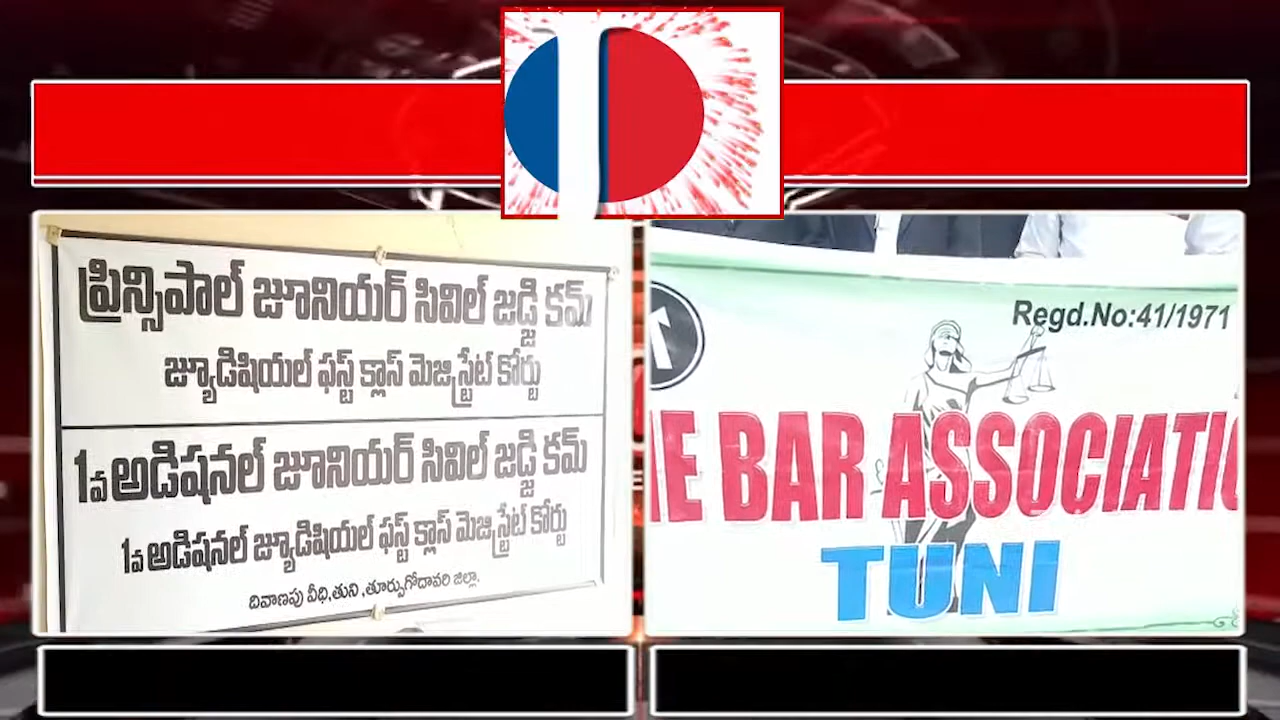 ప్రిన్సిపాల్ జూనియర్ సివిల్ జడ్జి కమ్
జ్యూడిషియల్ ఫస్ట్ క్లాస్ మెజిస్ట్రేట్ కోర్టు
1వ అడిషనల్ జూనియర్ సివిల్ జడ్జి కమ్
1వ అడిషనల్ జ్యూడిషియల్ ఫస్ట్ క్లాస్ మెజిస్ట్రేట్ కోర్టు
దివాణపు వీధి,తుని ,తూర్పుగోదావరి జిల్లా.
Regd.No:41/1971
HE BAR ASSOCIATIO
TUNI